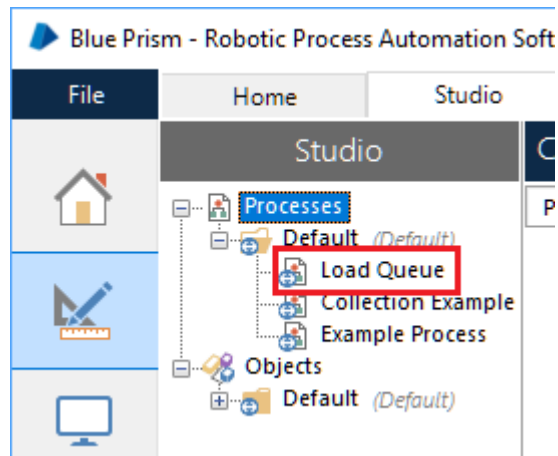 Blue Prism - Robotic Process Automation Soft
File
Home
Studio
Studio
Processes
Default (Default)
Load Queue
Collection Example
Example Process
Objects
Default (Default)